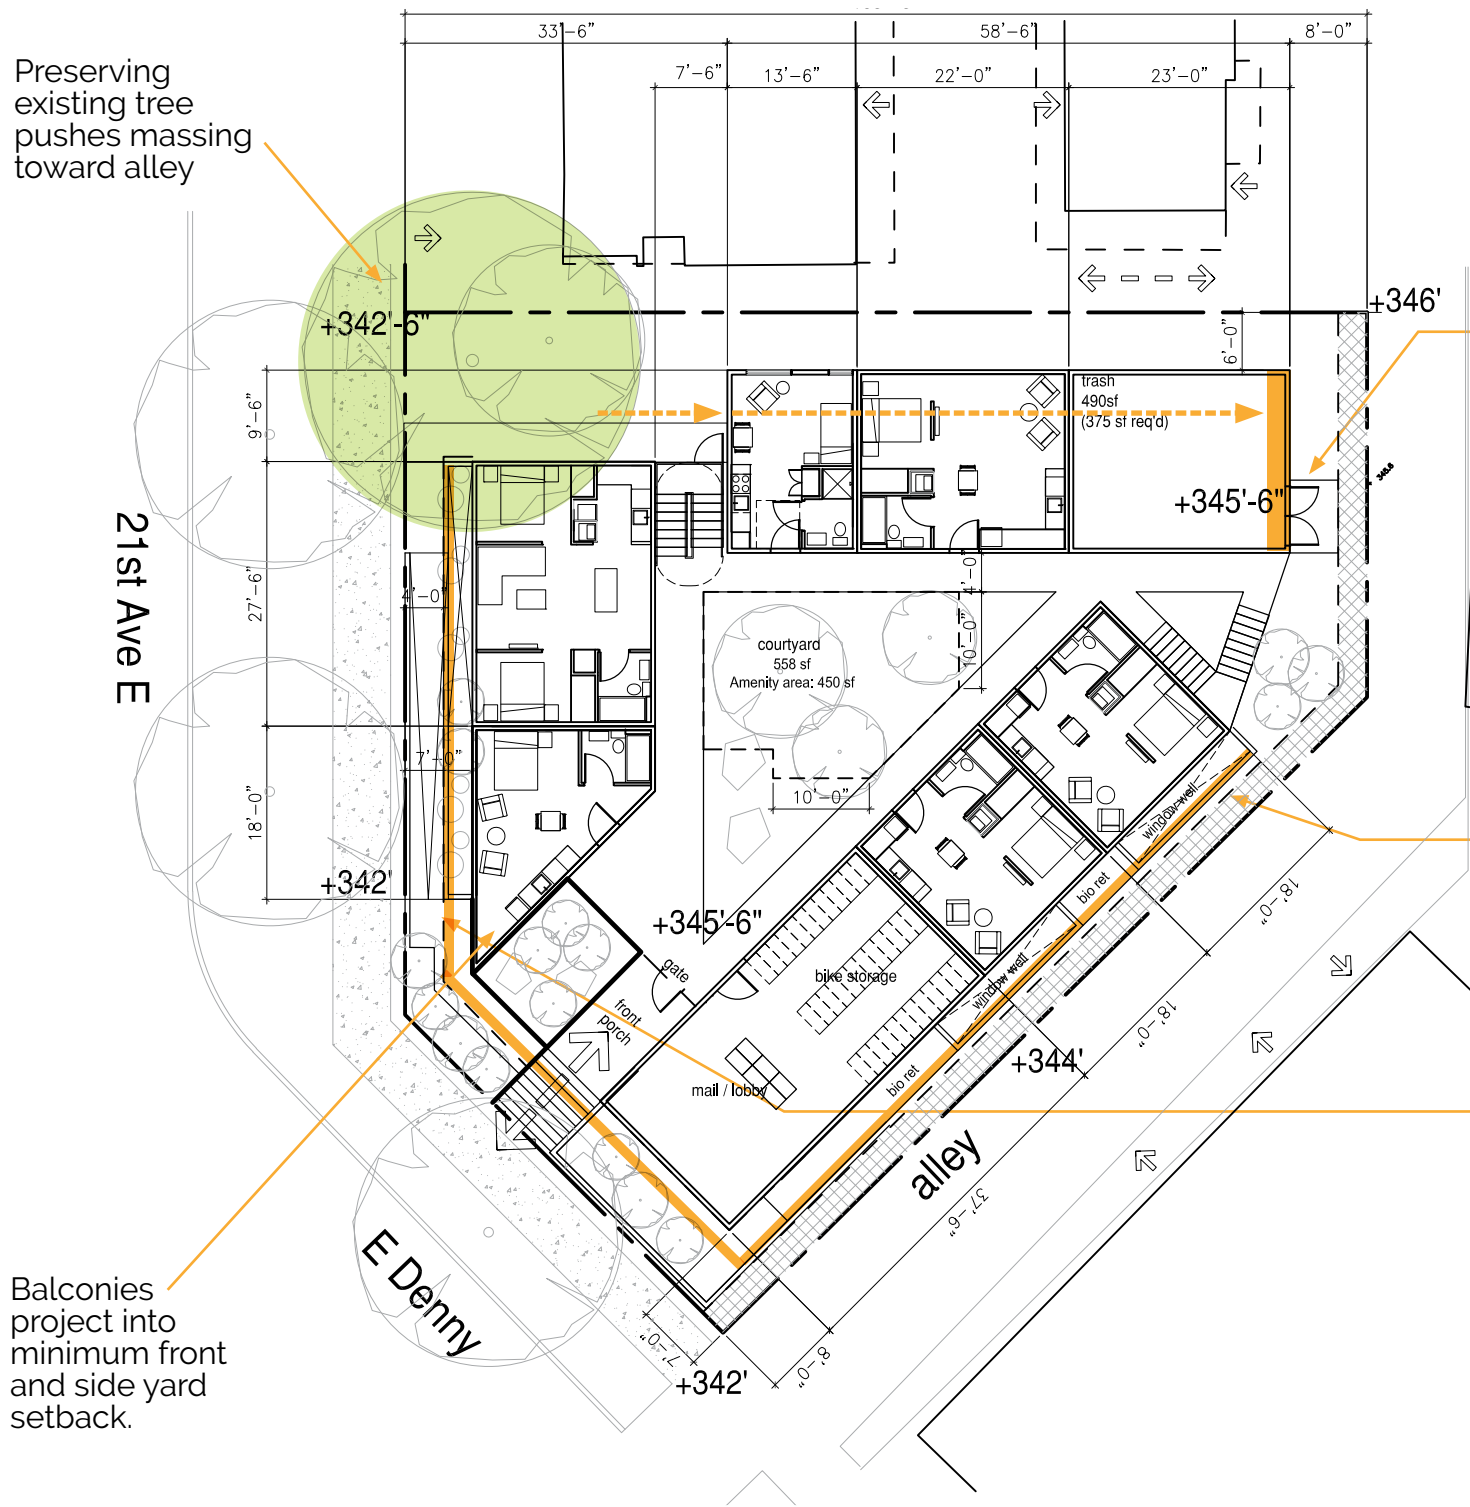 33'-6"
58'-6"
8'-0"
7'-6"
13'-6"
22'-0"
23'-0"
Preserving
existing tree
pushes massing
toward alley
+346'
+342'-6"
6'-0"
trash
490sf
(375 sf req'd)
9'-6"
345.6
+345'-6"
21st Ave E
27'-6"
4'-0"
4'-0"
10'-0"
courtyard
558 sf
Amenity area: 450 sf
7'-0"
10'-0"
18'-0"
window well
+342'
bio ret
18'-0"
+345'-6"
gate
bike storage
window well
front
porch
18'-0"
+344'
mail / lobby
bio ret
alley
37'-6"
E Denny
Balconies
project into
minimum front
and side yard
setback.
7'-0"
8'-0"
+342'